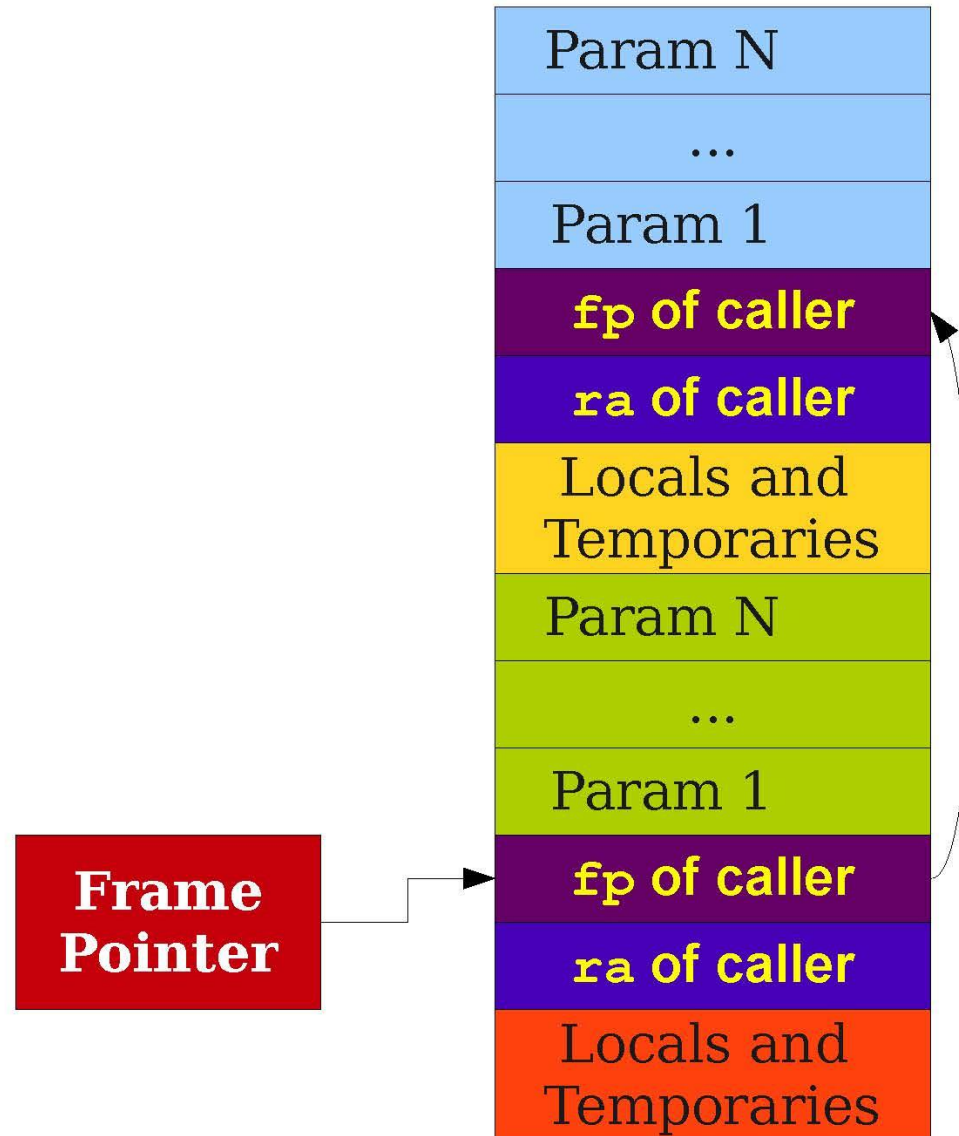 Param N
...
Param 1
fp of caller
ra of caller
Locals and
Temporaries
Param N
...
Param 1
Frame
Pointer
fp of caller
ra of caller
Locals and
Temporaries